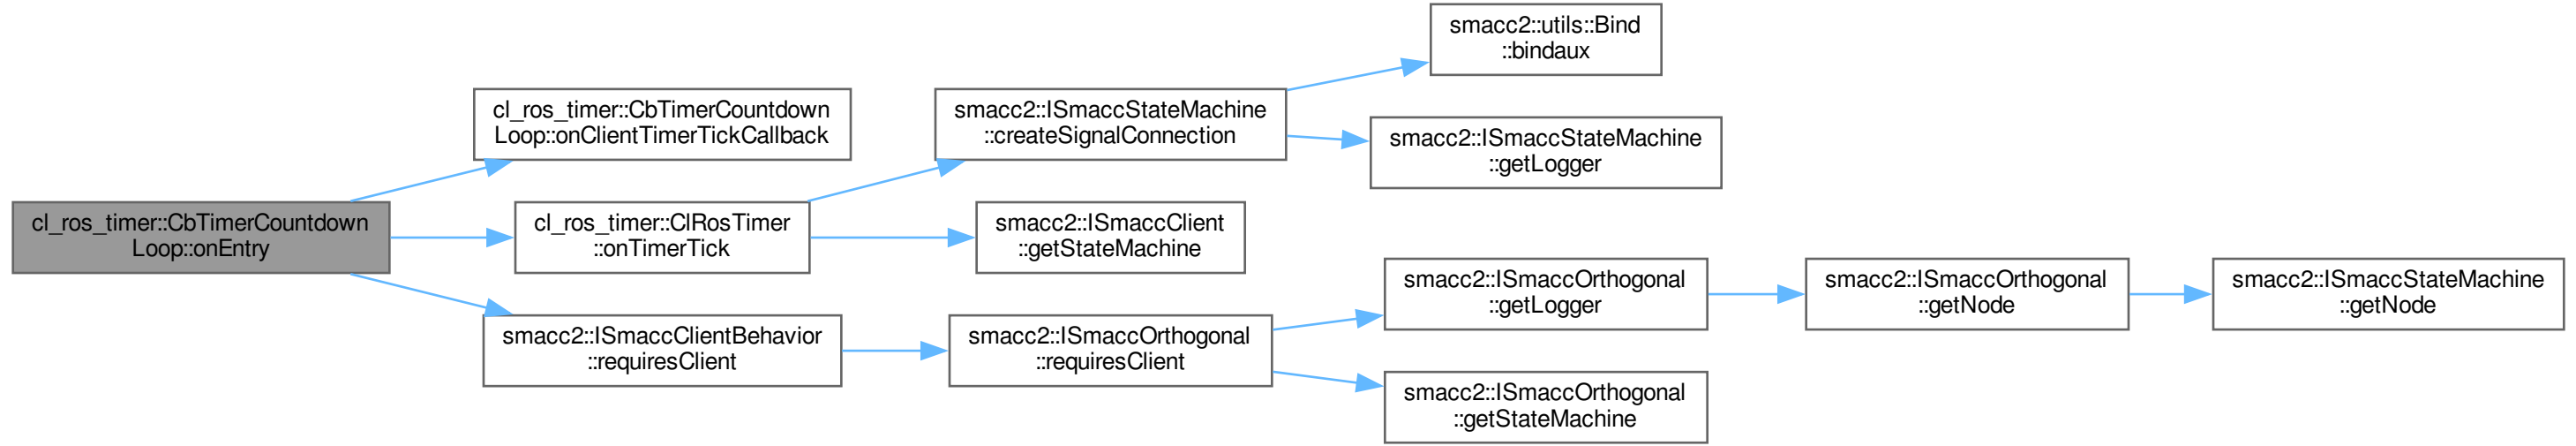 smacc2::utils::Bind
::bindaux
cl_ros_timer::CbTimerCountdown
Loop::onClientTimerTickCallback
smacc2::ISmaccStateMachine
::createSignalConnection
smacc2::ISmaccStateMachine
::getLogger
cl_ros_timer::CbTimerCountdown
Loop::onEntry
cl_ros_timer::ClRosTimer
::onTimerTick
smacc2::ISmaccClient
::getStateMachine
smacc2::ISmaccOrthogonal
::getLogger
smacc2::ISmaccOrthogonal
::getNode
smacc2::ISmaccStateMachine
::getNode
smacc2::ISmaccClientBehavior
::requiresClient
smacc2::ISmaccOrthogonal
::requiresClient
smacc2::ISmaccOrthogonal
::getStateMachine